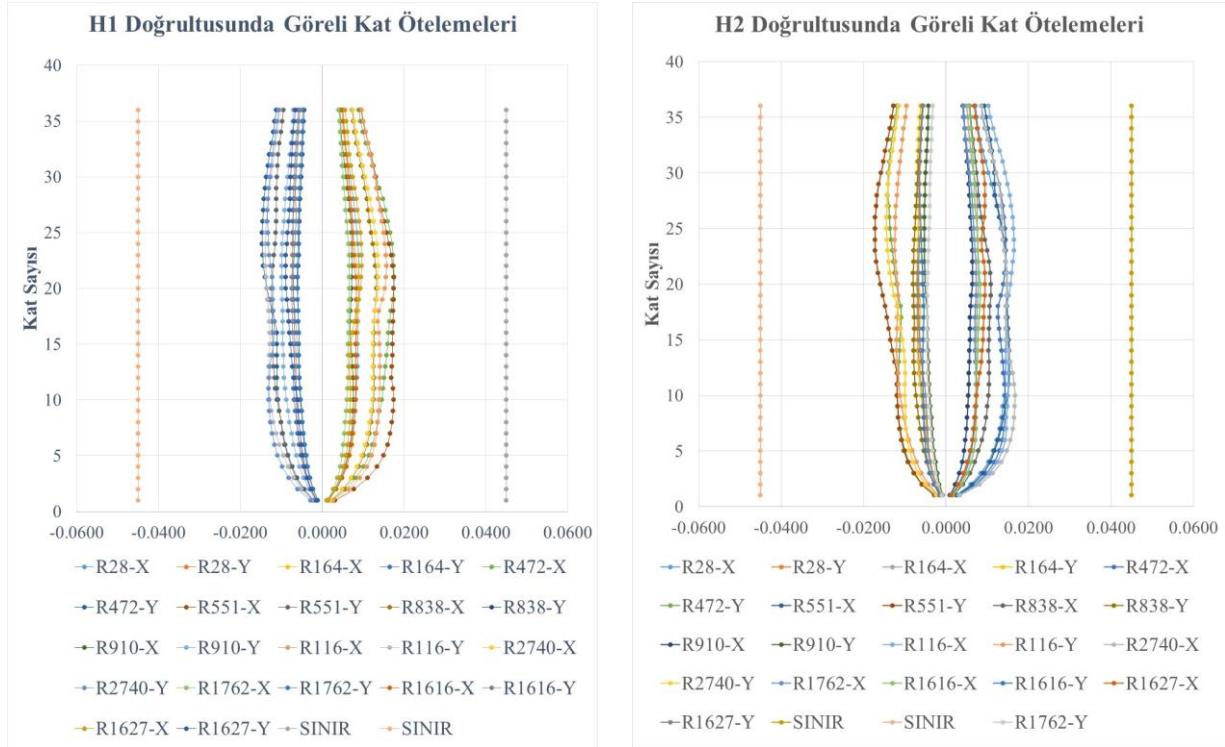 H1 Doğrultusunda Göreli Kat Ötelemeleri
40
35
30
25
20
15
10
5
0
Kat Sayısı
-0.0600 -0.0400 -0.0200 0.0000 0.0200 0.0400 0.0600
R28-X R28-Y R164-X R164-Y R472-X
R472-Y R551-X R551-Y R838-X R838-Y
R910-X R910-Y R116-X R116-Y R2740-X
R2740-Y R1762-X R1762-Y R1616-X R1616-Y
R1627-X R1627-Y SINIR SINIR
H2 Doğrultusunda Göreli Kat Ötelemeleri
40
35
30
25
20
15
10
5
0
Kat Sayısı
-0.0600 -0.0400 -0.0200 0.0000 0.0200 0.0400 0.0600
R28-X R28-Y R164-X R164-Y R472-X
R472-Y R551-X R551-Y R838-X R838-Y
R910-X R910-Y R116-X R116-Y R2740-X
R2740-Y R1762-X R1616-X R1616-Y R1627-X
R1627-Y SINIR SINIR R1762-Y